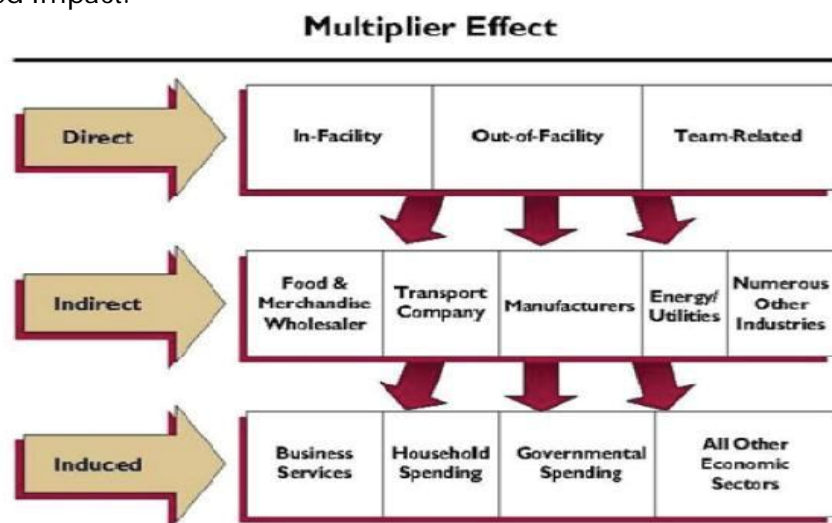 Impact.
Multiplier Effect
Direct
In-Facility
Out-of-Facility
Team-Related
Indirect
Food &
Merchandise
Wholesaler
Transport
Company
Manufacturers
Energy/
Utilities
Numerous
Other
Industries
Induced
Business
Services
Household
Spending
Governmental
Spending
All Other
Economic
Sectors